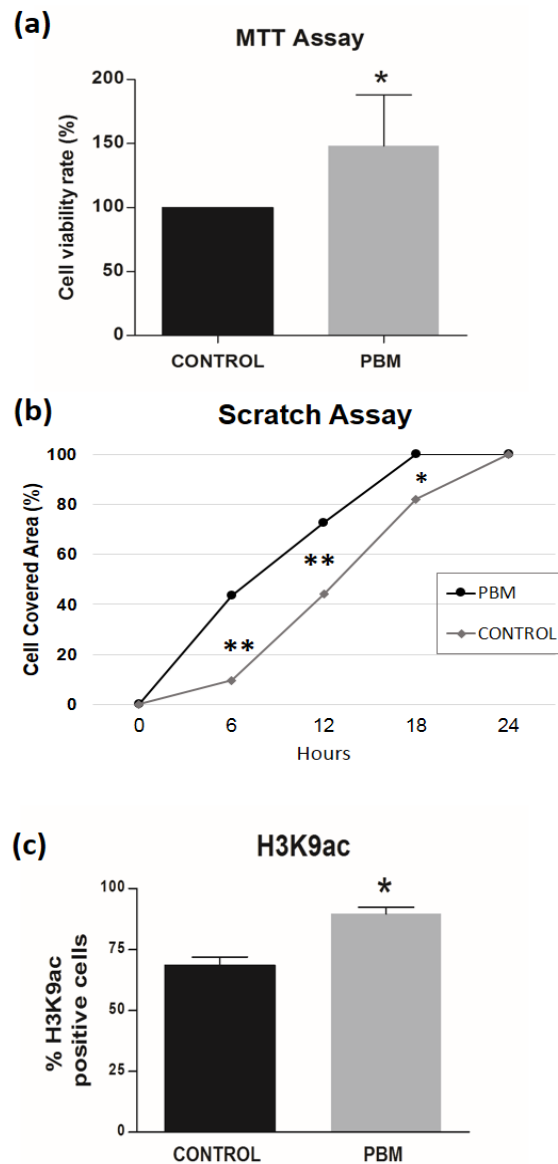 (a)
MTT Assay
Cell viability rate (%)
200
150
100
50
0
*
CONTROL
PBM
(b)
Scratch Assay
Cell Covered Area (%)
100
80
60
40
20
0
**
**
*
PBM
CONTROL
0 6 12 18 24
Hours
(c)
H3K9ac
% H3K9ac
positive cells
100
75
50
25
0
*
CONTROL
PBM